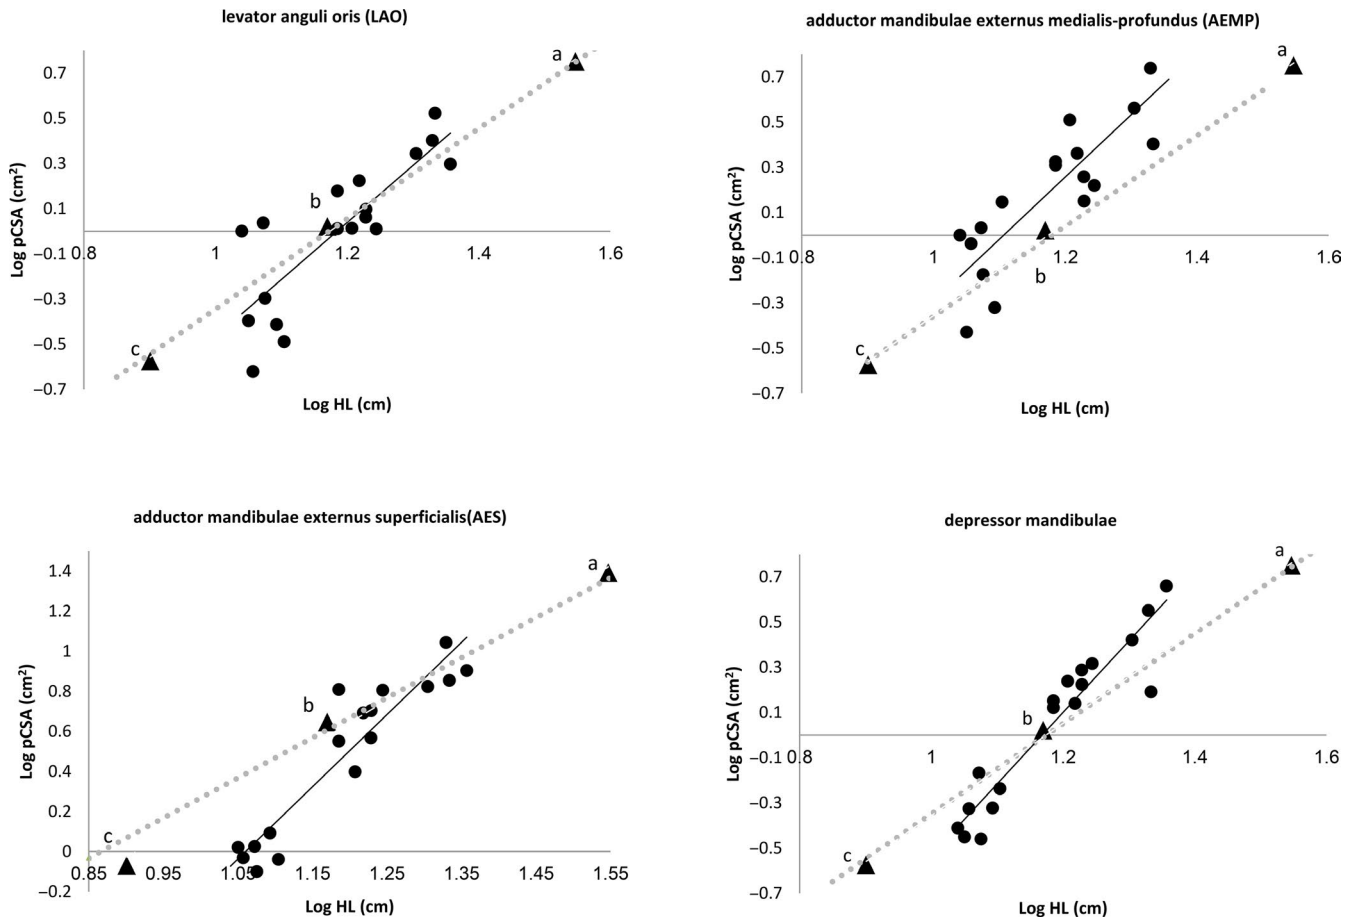 levator anguli oris (LAO)
0.7
0.5
0.3
0.1
–0.1
–0.3
–0.5
–0.7
0.8
1
1.2
1.4
1.6
a
b
c
Log pCSA (cm²)
Log HL (cm)
adductor mandibulae externus medialis-profundus (AEMP)
0.7
0.5
0.3
0.1
–0.1
–0.3
–0.5
–0.7
0.8
1
1.2
1.4
1.6
a
b
c
Log pCSA (cm²)
Log HL (cm)
adductor mandibulae externus superficialis(AES)
1.4
1.2
1
0.8
0.6
0.4
0.2
0
–0.2
0.85
0.95
1.05
1.15
1.25
1.35
1.45
1.55
a
b
c
Log pCSA (cm²)
Log HL (cm)
depressor mandibulae
0.7
0.5
0.3
0.1
–0.1
–0.3
–0.5
–0.7
0.8
1
1.2
1.4
1.6
a
b
c
Log pCSA (cm²)
Log HL (cm)